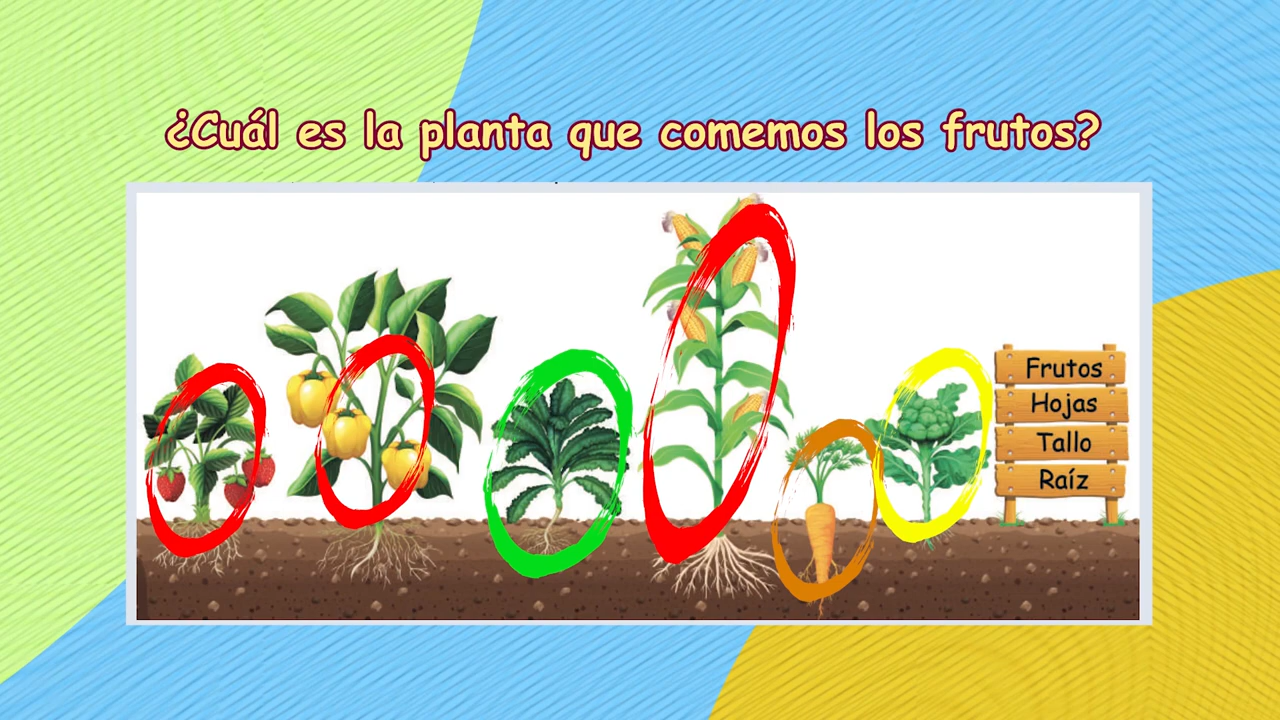 ¿Cuál es la planta que comemos los frutos?
Frutos
Hojas
Tallo
Raíz